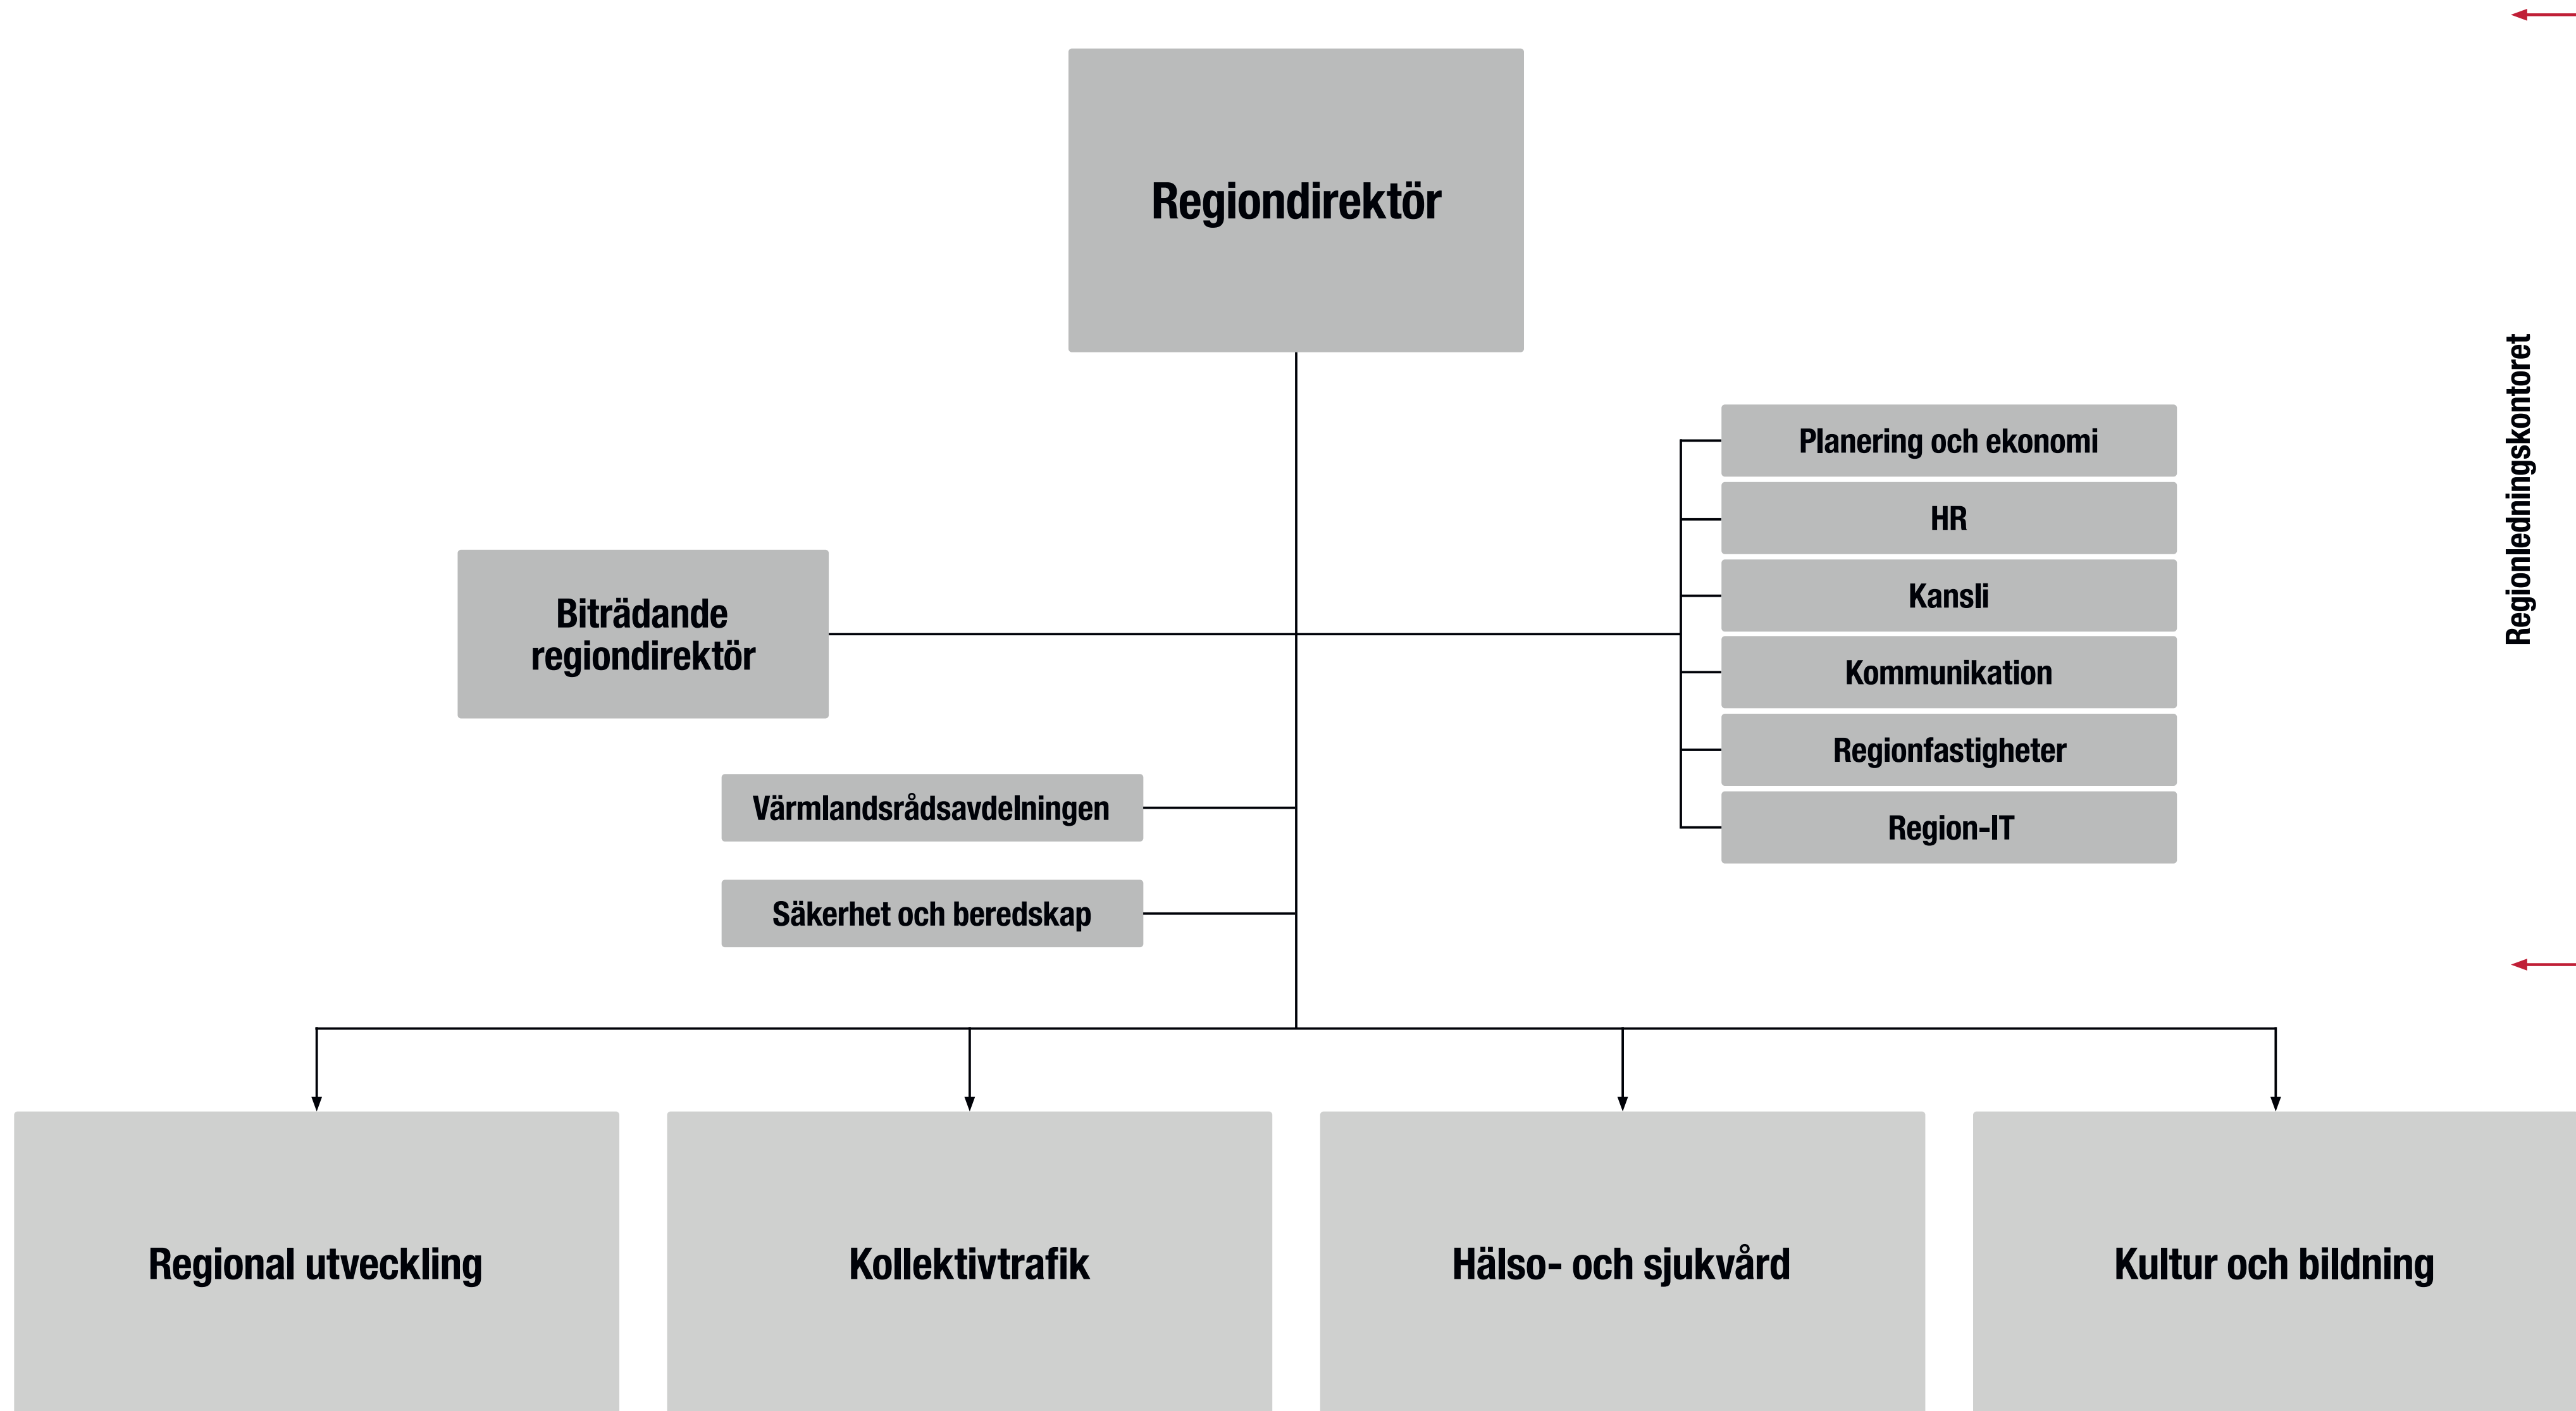 Regiondirektör
Regionledningskontoret
Planering och ekonomi
HR
Kansli
Kommunikation
Regionfastigheter
Region-IT
Biträdande
regiondirektör
Värmlandsrådsavdelningen
Säkerhet och beredskap
Regional utveckling
Kollektivtrafik
Hälso- och sjukvård
Kultur och bildning